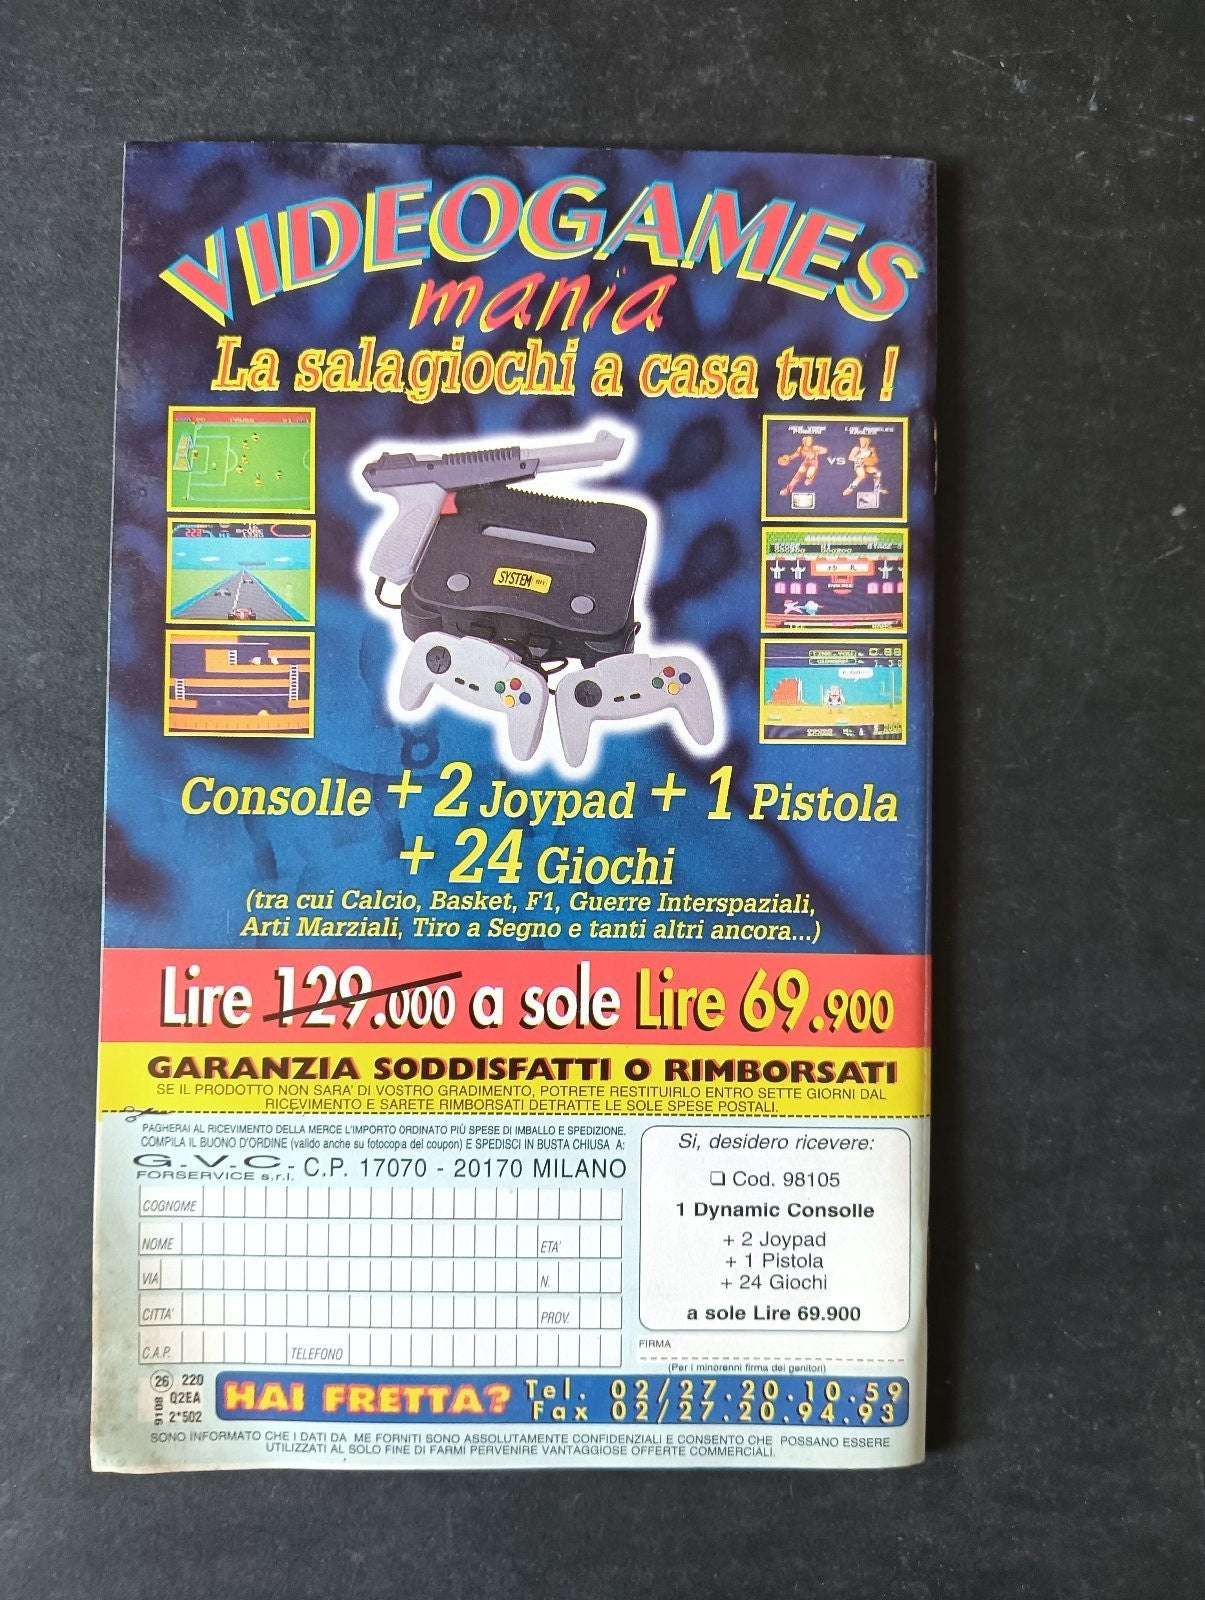 VIDEOGAMES
mania
La salagiochi a casa tua !
SYSTEM
NEW YORK
LOS ANGELES
VS
Consolle + 2 Joypad + 1 Pistola
+ 24 Giochi
(tra cui Calcio, Basket, F1, Guerre Interspaziali,
Arti Marziali, Tiro a Segno e tanti altri ancora...)
Lire 129.000 a sole Lire 69.900
GARANZIA SODDISFATTI O RIMBORSATI
SE IL PRODOTTO NON SARA' DI VOSTRO GRADIMENTO, POTRETE RESTITUIRLO ENTRO SETTE GIORNI DAL
RICEVIMENTO E SARETE RIMBORSATI DETRATTE LE SOLE SPESE POSTALI.
PAGHERAI AL RICEVIMENTO DELLA MERCE L'IMPORTO ORDINATO PIÙ SPESE DI IMBALLO E SPEDIZIONE.
COMPILA IL BUONO D'ORDINE (valido anche su fotocopia del coupon) E SPEDISCI IN BUSTA CHIUSA A:
G.V.C. FORSERVICE s.r.l. C.P. 17070 - 20170 MILANO
COGNOME
NOME ETA'
VIA N.
CITTA' PROV.
C.A.P. TELEFONO
Si, desidero ricevere:
❏ Cod. 98105
1 Dynamic Consolle
+ 2 Joypad
+ 1 Pistola
+ 24 Giochi
a sole Lire 69.900
FIRMA
(Per i minorenni firma dei genitori)
26 220
9108 Q2EA
2*502
HAI FRETTA? Tel. 02/27.20.10.59
Fax 02/27.20.94.93
SONO INFORMATO CHE I DATI DA ME FORNITI SONO ASSOLUTAMENTE CONFIDENZIALI E CONSENTO CHE POSSANO ESSERE
UTILIZZATI AL SOLO FINE DI FARMI PERVENIRE VANTAGGIOSE OFFERTE COMMERCIALI.